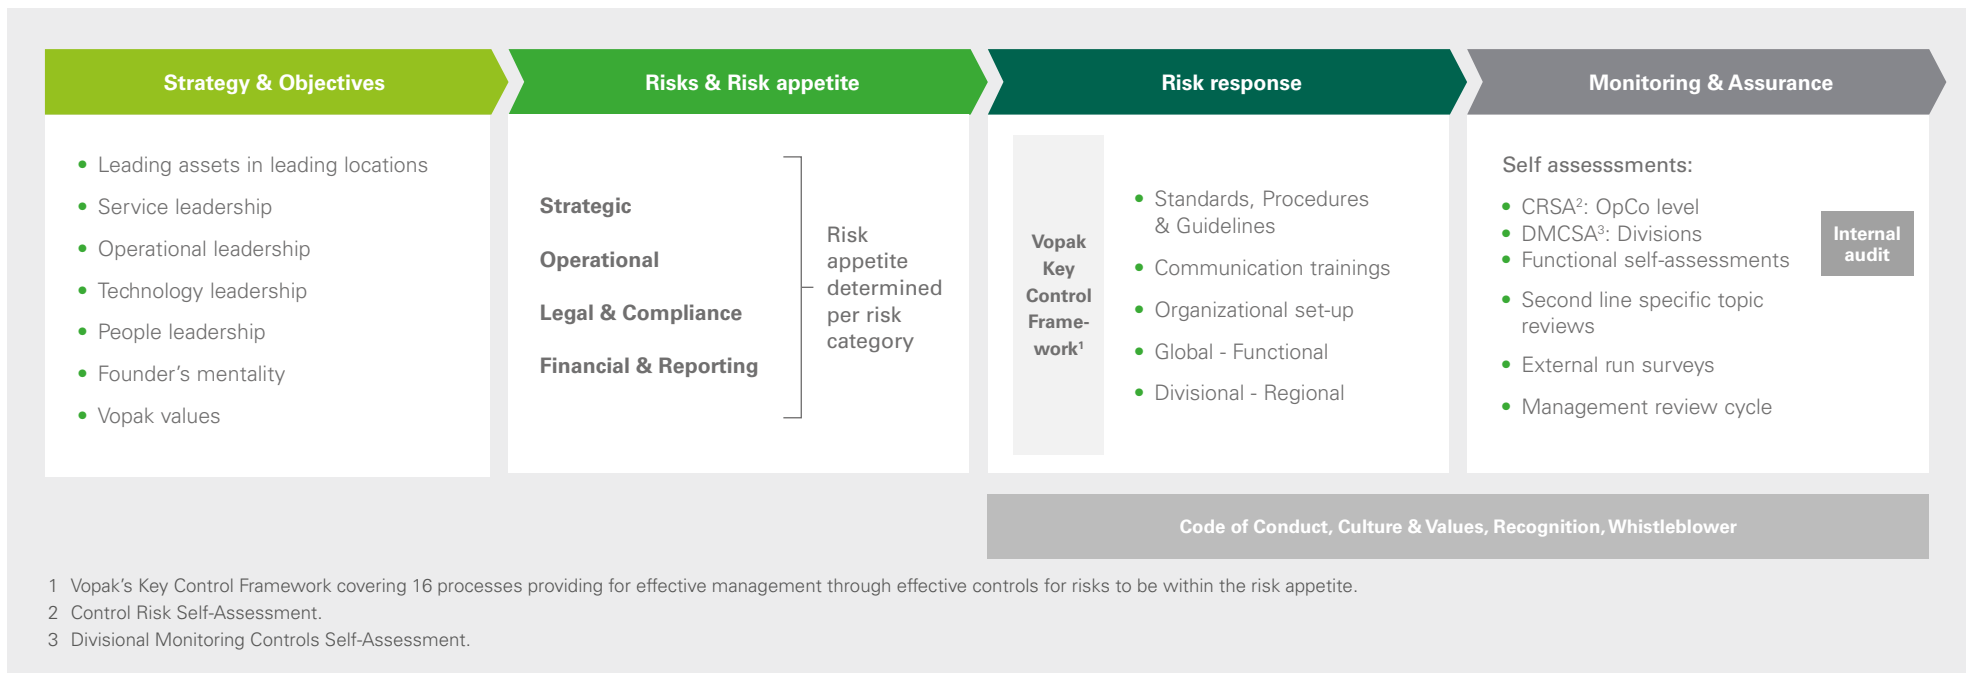 Strategy & Objectives
Leading assets in leading locations
Service leadership
Operational leadership
Technology leadership
People leadership
Founder’s mentality
Vopak values
Risks & Risk appetite
Strategic
Operational
Legal & Compliance
Financial & Reporting
Risk
appetite
determined
per risk
category
Risk response
Vopak
Key
Control
Frame-
work¹
Standards, Procedures
& Guidelines
Communication trainings
Organizational set-up
Global - Functional
Divisional - Regional
Monitoring & Assurance
Self assesssments:
CRSA²: OpCo level
DMCSA³: Divisions
Functional self-assessments
Second line specific topic
reviews
External run surveys
Management review cycle
Internal
audit
Code of Conduct, Culture & Values, Recognition, Whistleblower
1 Vopak’s Key Control Framework covering 16 processes providing for effective management through effective controls for risks to be within the risk appetite.
2 Control Risk Self-Assessment.
3 Divisional Monitoring Controls Self-Assessment.